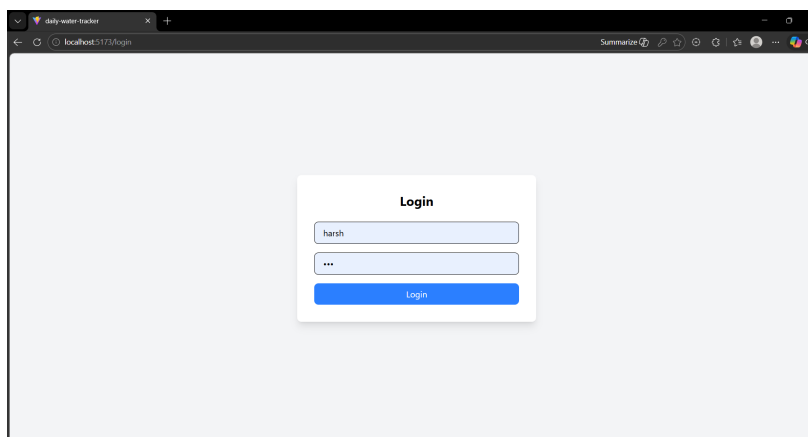 daily-water-tracker
localhost:5173/login
Summarize
Login
harsh
•••
Login